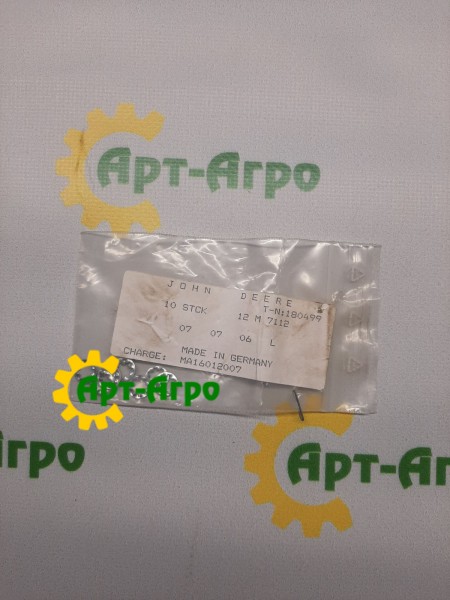 Арт-Агро
JOHN DEERE
T-N:180499
10 STCK 12 M 7112
07 07 06 L
MADE IN GERMANY
CHARGE: MA16012007
Арт-Агро
Агро
Арт-Агро